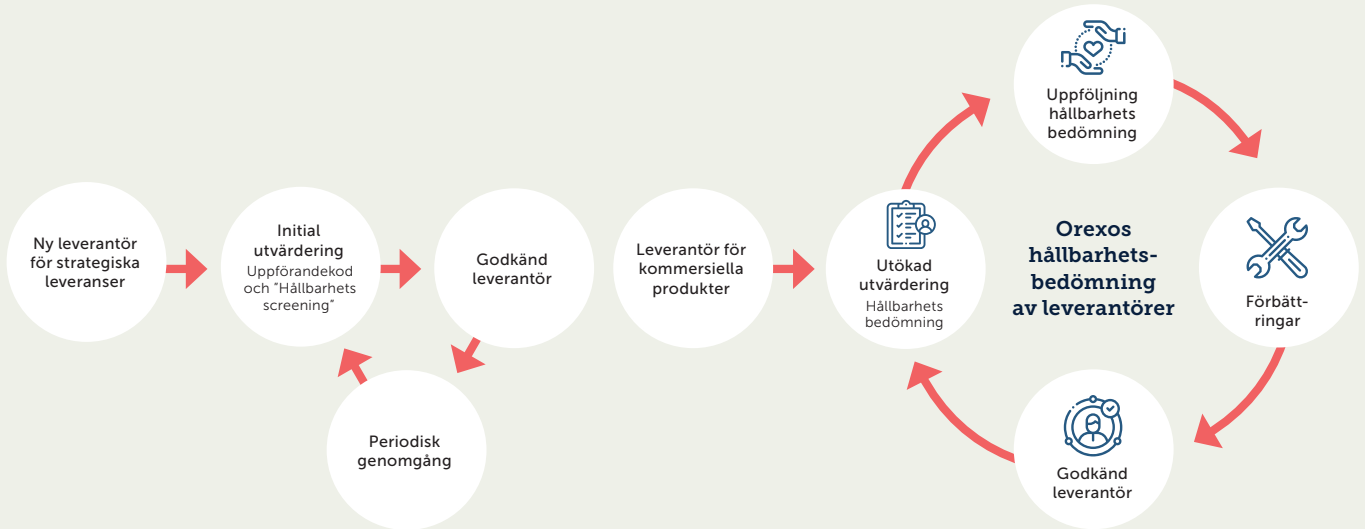 Ny leverantör
för strategiska
leveranser
Initial
utvärdering
Uppförandekod
och ”Hållbarhets
screening”
Godkänd
leverantör
Periodisk
genomgång
Leverantör för
kommersiella
produkter
Utökad
utvärdering
Hållbarhets
bedömning
Uppföljning
hållbarhets
bedömning
Orexos
hållbarhets-
bedömning
av leverantörer
Förbätt-
ringar
Godkänd
leverantör